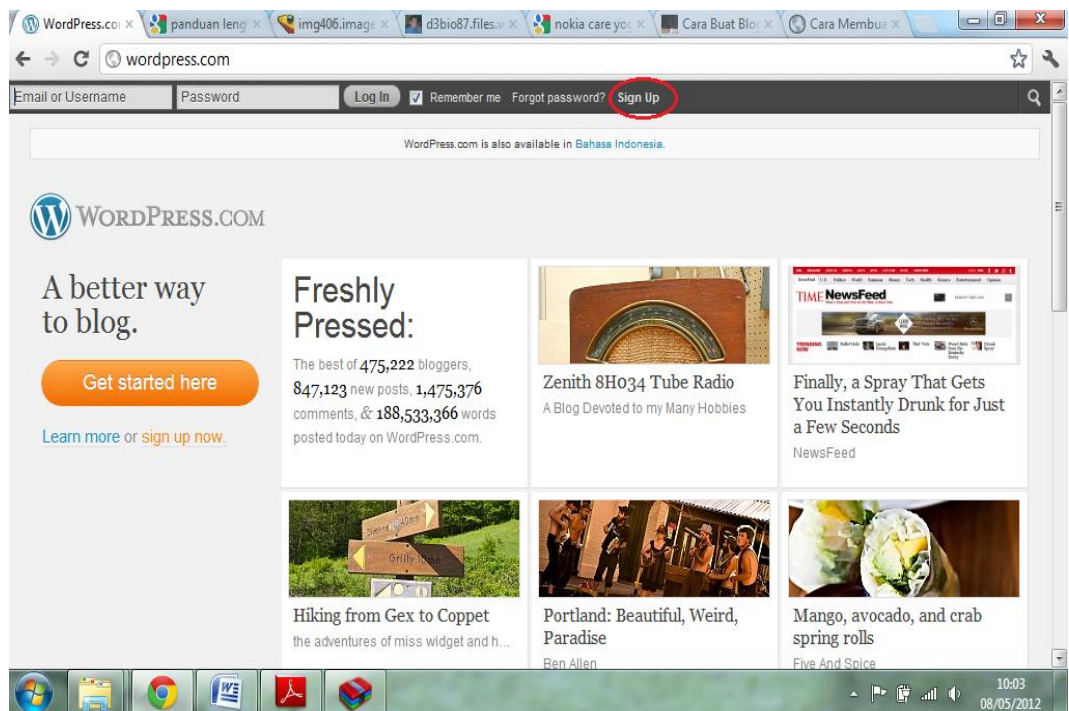 WordPress.co
panduan leng
img406.image
d3bio87.files.w
nokia care yog
Cara Buat Blog
Cara Membua
wordpress.com
Email or Username
Password
Log In
Remember me
Forgot password?
Sign Up
WordPress.com is also available in Bahasa Indonesia.
WORDPRESS.COM
A better way
to blog.
Get started here
Learn more or sign up now.
Freshly
Pressed:
The best of 475,222 bloggers,
847,123 new posts, 1,475,376
comments, & 188,533,366 words
posted today on WordPress.com.
Zenith 8H034 Tube Radio
A Blog Devoted to my Many Hobbies
TIME NewsFeed
Finally, a Spray That Gets
You Instantly Drunk for Just
a Few Seconds
NewsFeed
Grilly
Hiking from Gex to Coppet
the adventures of miss widget and h...
Portland: Beautiful, Weird,
Paradise
Ben Allen
Mango, avocado, and crab
spring rolls
Five And Spice
10:03
08/05/2012